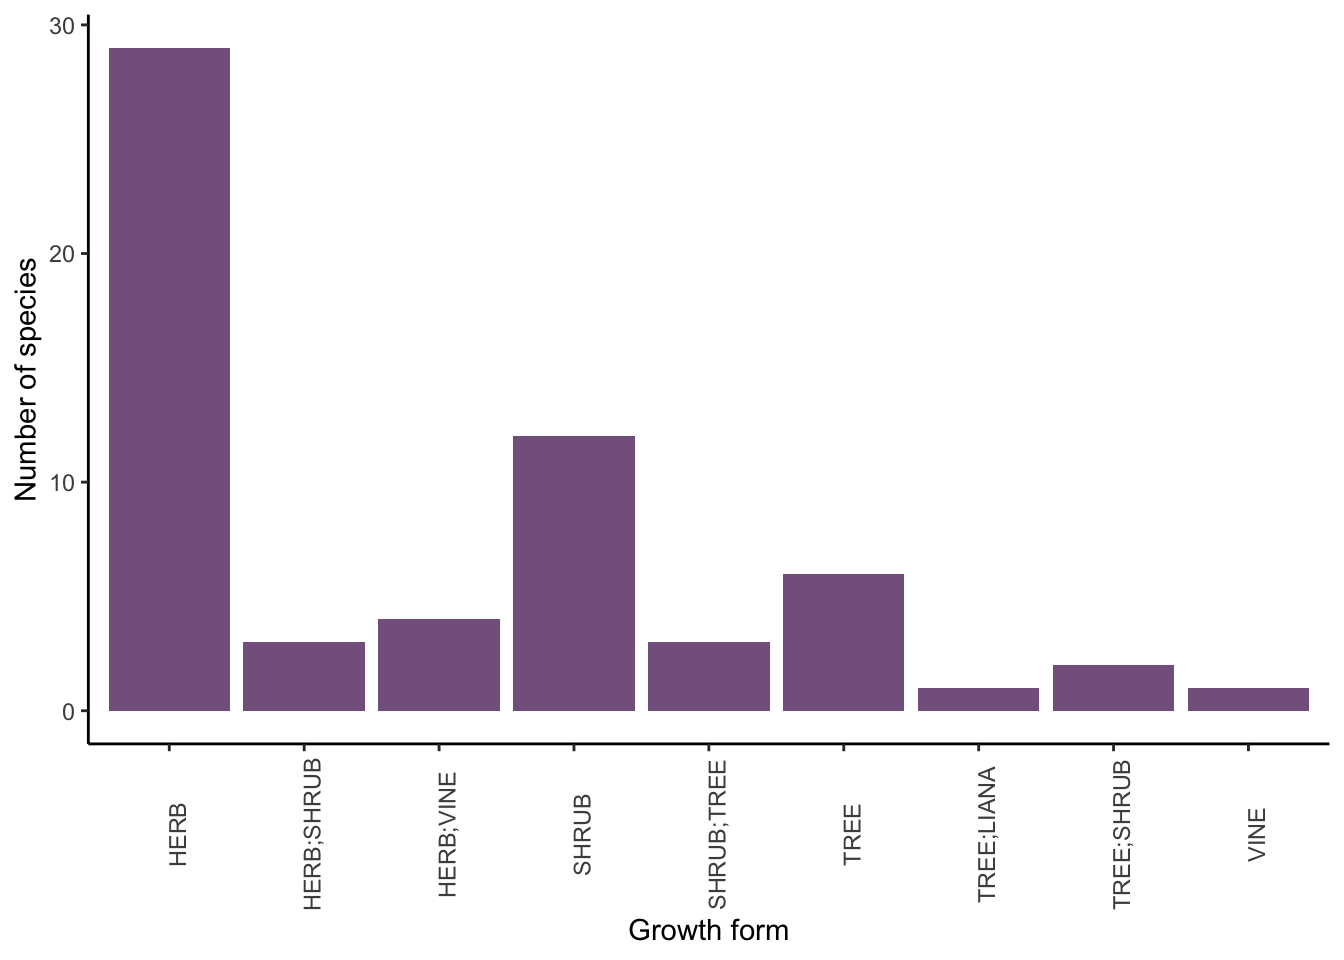 Number of species
30
20
10
0
HERB
HERB;SHRUB
HERB;VINE
SHRUB
SHRUB;TREE
TREE
TREE;LIANA
TREE;SHRUB
VINE
Growth form